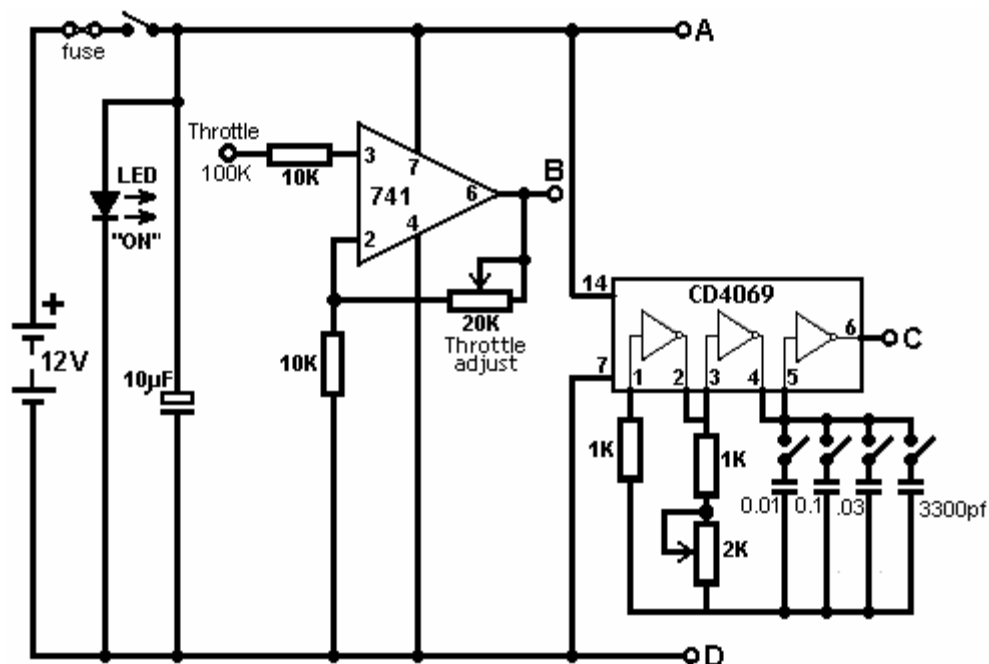 fuse
A
Throttle
100K
10K
3
7
741
6
B
4
2
LED
"ON"
+
12V
10µF
10K
20K
Throttle
adjust
14
CD4069
7
1
2
3
4
5
6
C
1K
1K
2K
0.01
0.1
.03
3300pf
D